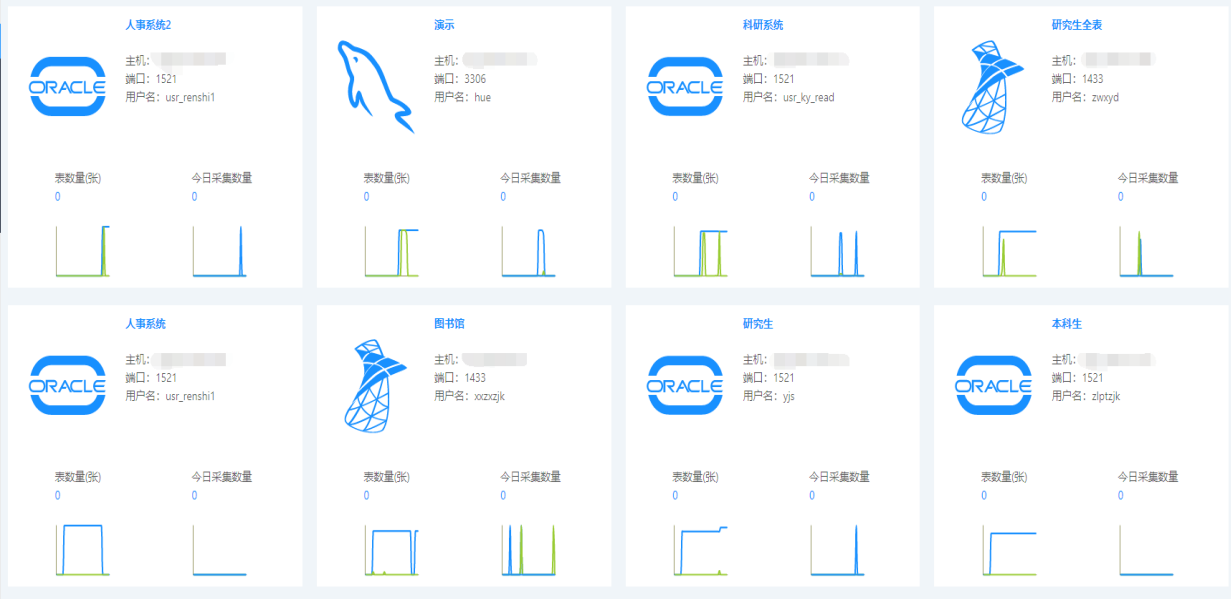 人事系统2
ORACLE
主机：
端口：1521
用户名：usr_renshi1
表数量(张)
今日采集数量
0
0
演示
主机：
端口：3306
用户名：hue
表数量(张)
今日采集数量
0
0
科研系统
ORACLE
主机：
端口：1521
用户名：usr_ky_read
表数量(张)
今日采集数量
0
0
研究生全表
主机：
端口：1433
用户名：zwxyd
表数量(张)
今日采集数量
0
0
人事系统
ORACLE
主机：
端口：1521
用户名：usr_renshi1
表数量(张)
今日采集数量
0
0
图书馆
主机：
端口：1433
用户名：xxzxzjk
表数量(张)
今日采集数量
0
0
研究生
ORACLE
主机：
端口：1521
用户名：yjs
表数量(张)
今日采集数量
0
0
本科生
ORACLE
主机：
端口：1521
用户名：zlptzjk
表数量(张)
今日采集数量
0
0